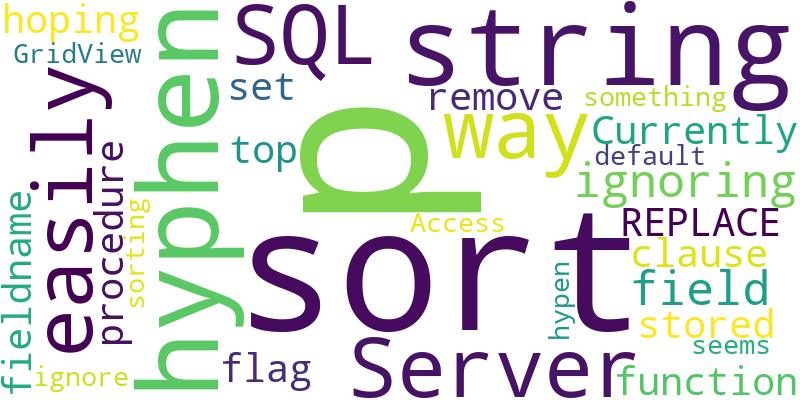 hoping
SQL
string
GridView
hyphen
set
remove
something
easily
p
way
Currently
top
default
procedure
ignoring
fieldname
sorting
Access
REPLACE
sort
clause
hypen
field
stored
seems
flag
Server
ignore
function